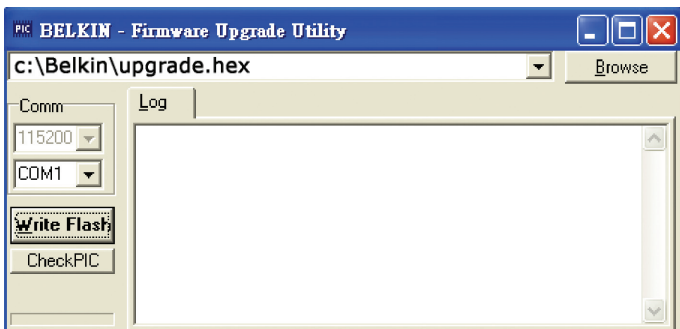 PIC BELKIN - Firmware Upgrade Utility
c:\Belkin\upgrade.hex Browse
Comm Log
115200
COM1
Write Flash
CheckPIC